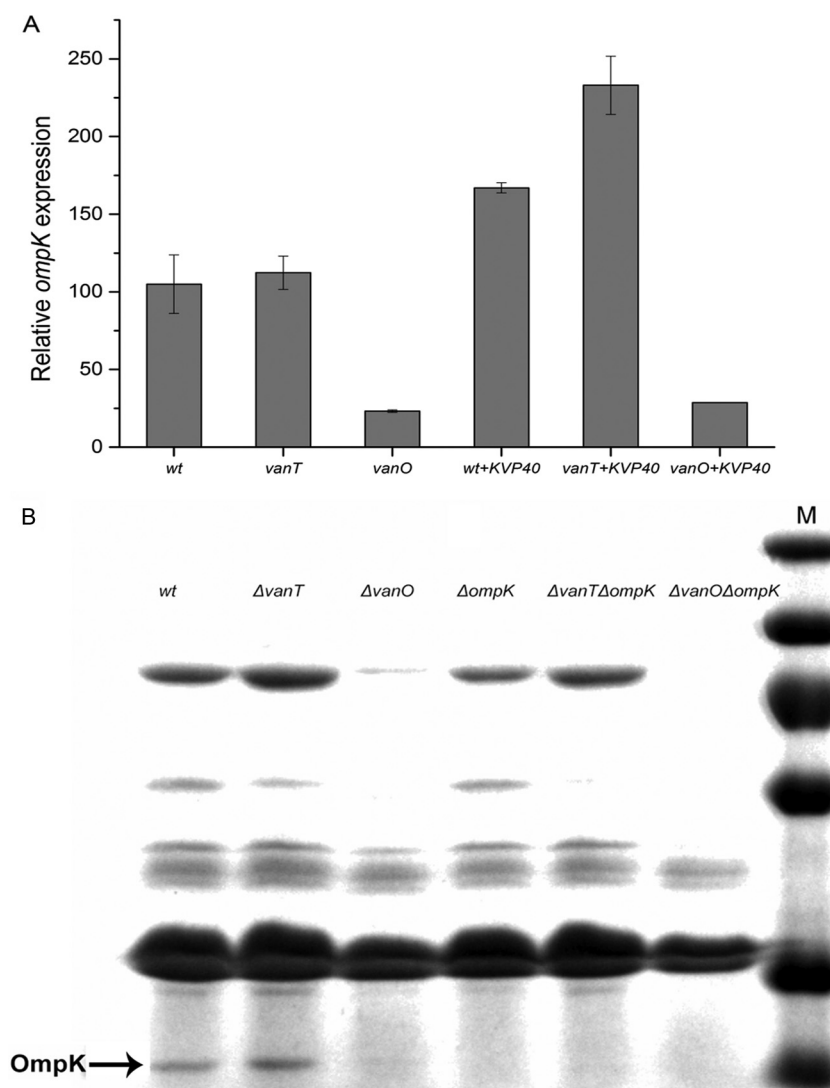 A
Relative ompK expression
250
200
150
100
50
0
wt vanT vanO wt+KVP40 vanT+KVP40 vanO+KVP40
B
M
wt ΔvanT ΔvanO ΔompK ΔvanTΔompK ΔvanOΔompK
OmpK